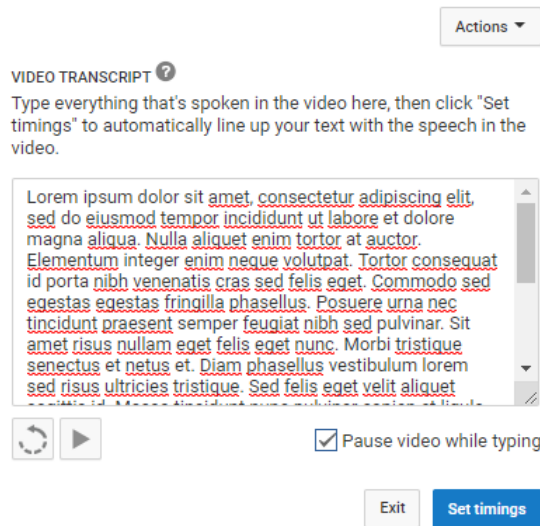 Actions
VIDEO TRANSCRIPT ?
Type everything that's spoken in the video here, then click "Set
timings" to automatically line up your text with the speech in the
video.
Lorem ipsum dolor sit amet, consectetur adipiscing elit,
sed do eiusmod tempor incididunt ut labore et dolore
magna aliqua. Nulla aliquet enim tortor at auctor.
Elementum integer enim neque volutpat. Tortor consequat
id porta nibh venenatis cras sed felis eget. Commodo sed
egestas egestas fringilla phasellus. Posuere urna nec
tincidunt praesent semper feugiat nibh sed pulvinar. Sit
amet risus nullam eget felis eget nunc. Morbi tristique
senectus et netus et. Diam phasellus vestibulum lorem
sed risus ultricies tristique. Sed felis eget velit aliquet
Pause video while typing
Exit
Set timings